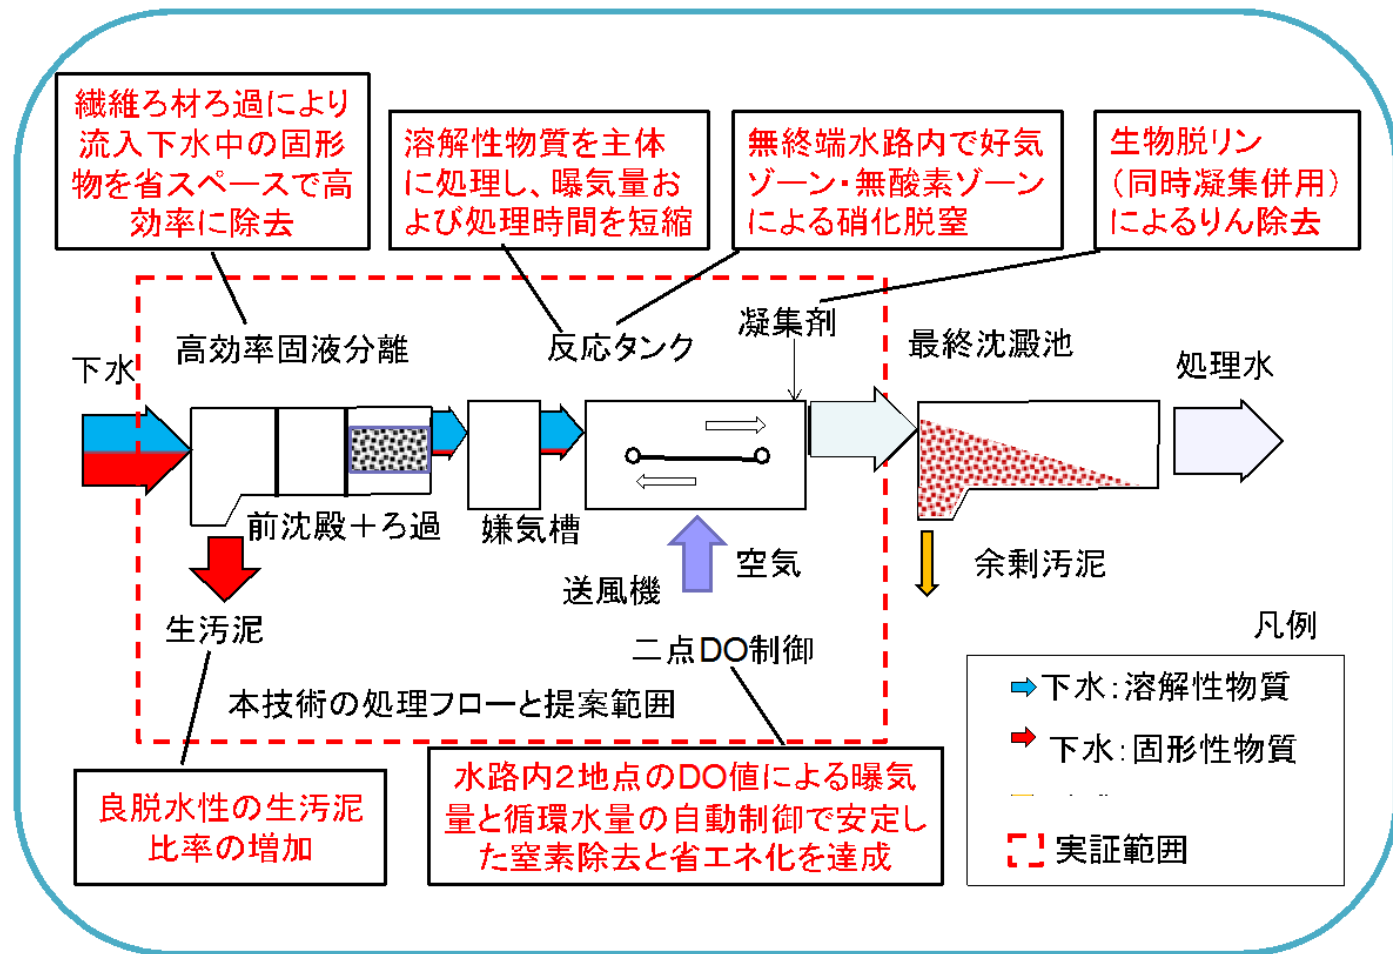 繊維ろ材ろ過により
流入下水中の固形
物を省スペースで高
効率に除去
溶解性物質を主体
に処理し、曝気量お
よび処理時間を短縮
無終端水路内で好気
ゾーン・無酸素ゾーン
による硝化脱窒
生物脱リン
（同時凝集併用）
によるりん除去
高効率固液分離
反応タンク
凝集剤
最終沈澱池
下水
処理水
前沈殿＋ろ過
嫌気槽
送風機
空気
余剰汚泥
生汚泥
二点DO制御
本技術の処理フローと提案範囲
良脱水性の生汚泥
比率の増加
水路内２地点のDO値による曝気
量と循環水量の自動制御で安定し
た窒素除去と省エネ化を達成
凡例
下水：溶解性物質
下水：固形性物質
実証範囲